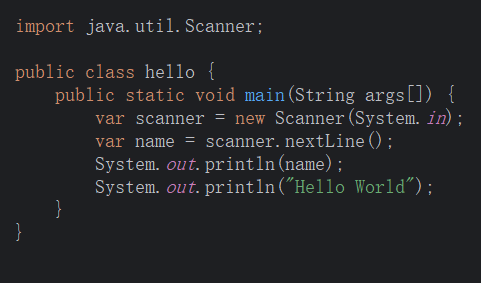 import java.util.Scanner;
public class hello {
    public static void main(String args[]) {
        var scanner = new Scanner(System.in);
        var name = scanner.nextLine();
        System.out.println(name);
        System.out.println("Hello World");
    }
}